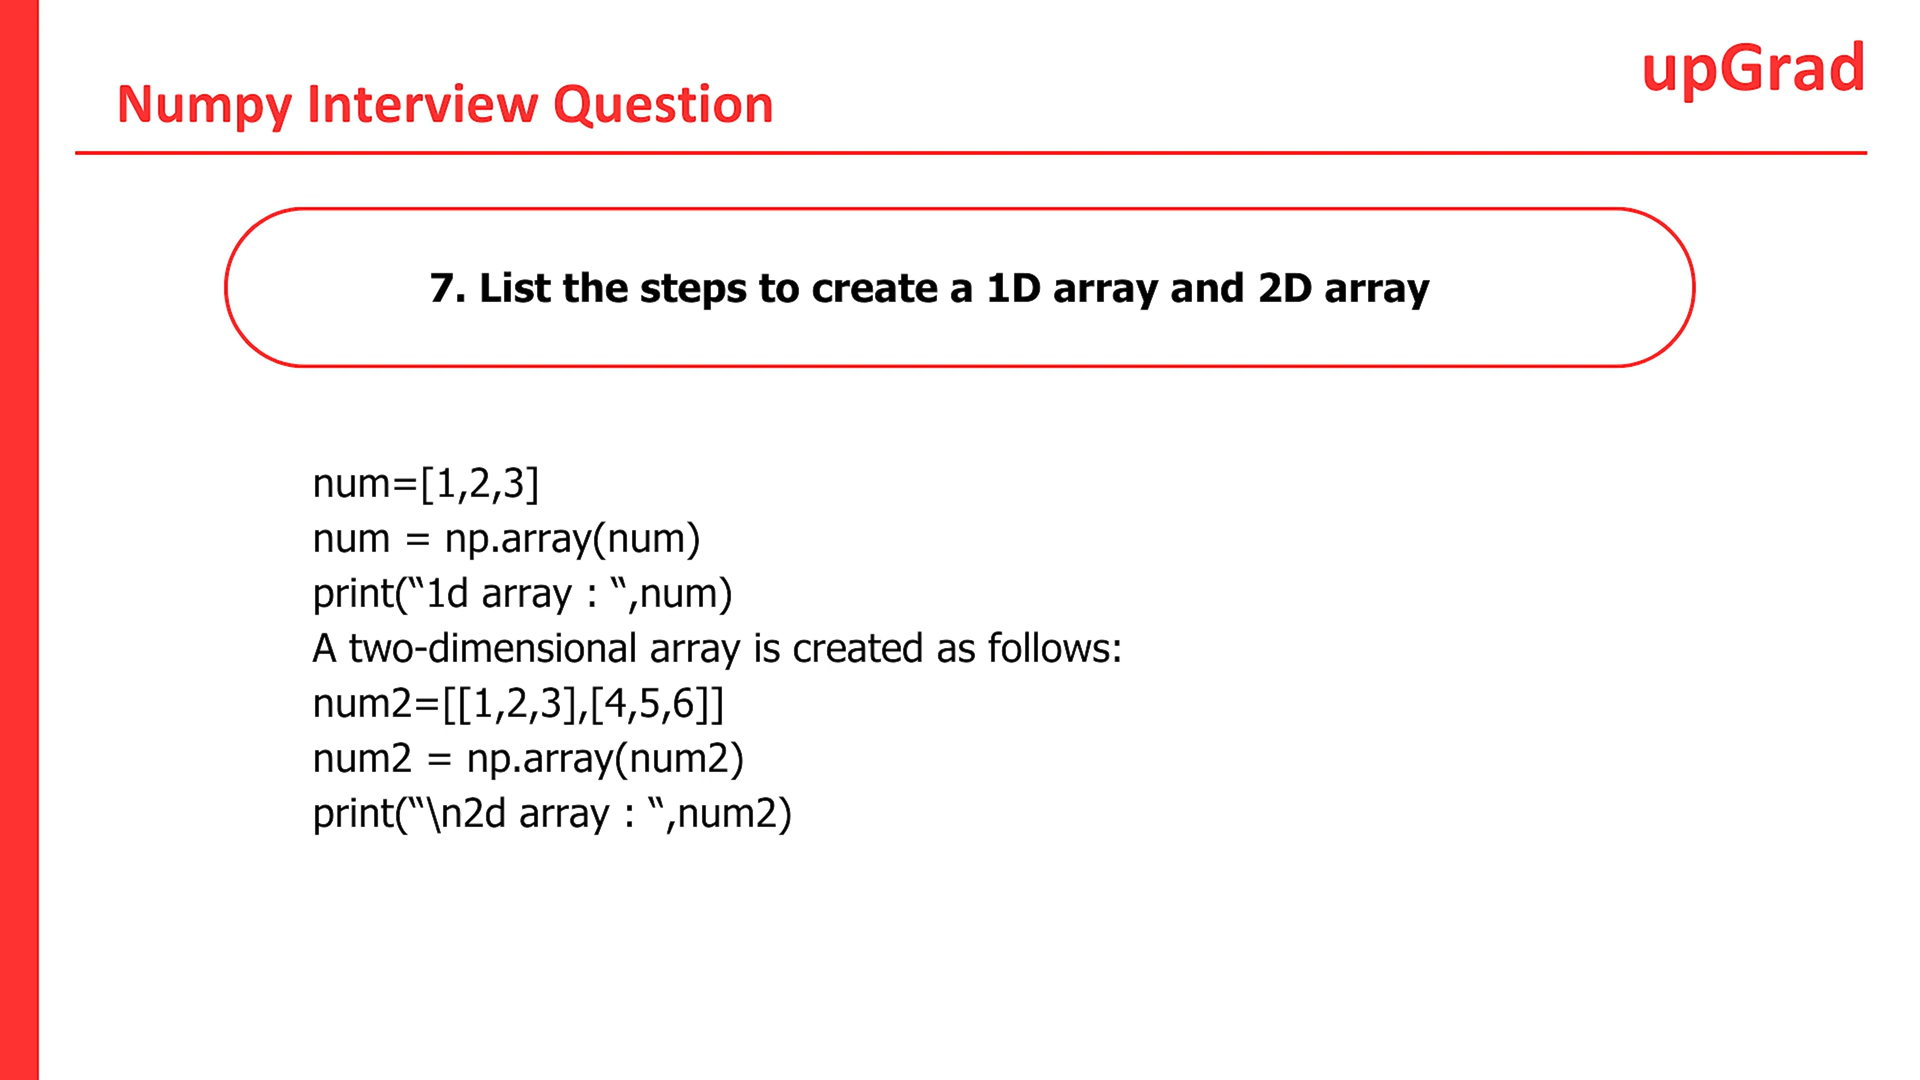 upGrad
Numpy Interview Question
7. List the steps to create a 1D array and 2D array
num=[1,2,3]
num = np.array(num)
print(“1d array : “,num)
A two-dimensional array is created as follows:
num2=[[1,2,3],[4,5,6]]
num2 = np.array(num2)
print(“\n2d array : “,num2)